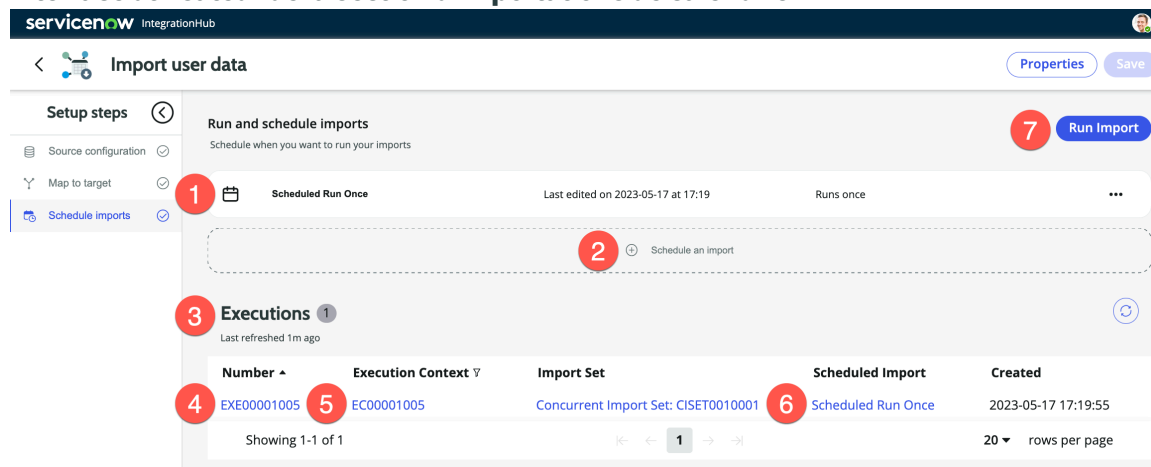 servicenow IntegrationHub
Import user data
Properties
Save
Setup steps
Source configuration
Map to target
Schedule imports
Run and schedule imports
Schedule when you want to run your imports
7
Run Import
1
Scheduled Run Once
Last edited on 2023-05-17 at 17:19
Runs once
2
Schedule an import
3
Executions 1
Last refreshed 1m ago
Number Execution Context Import Set Scheduled Import Created
4 EXE00001005 5 EC00001005 Concurrent Import Set: CISET0010001 6 Scheduled Run Once 2023-05-17 17:19:55
Showing 1-1 of 1 1 20 rows per page